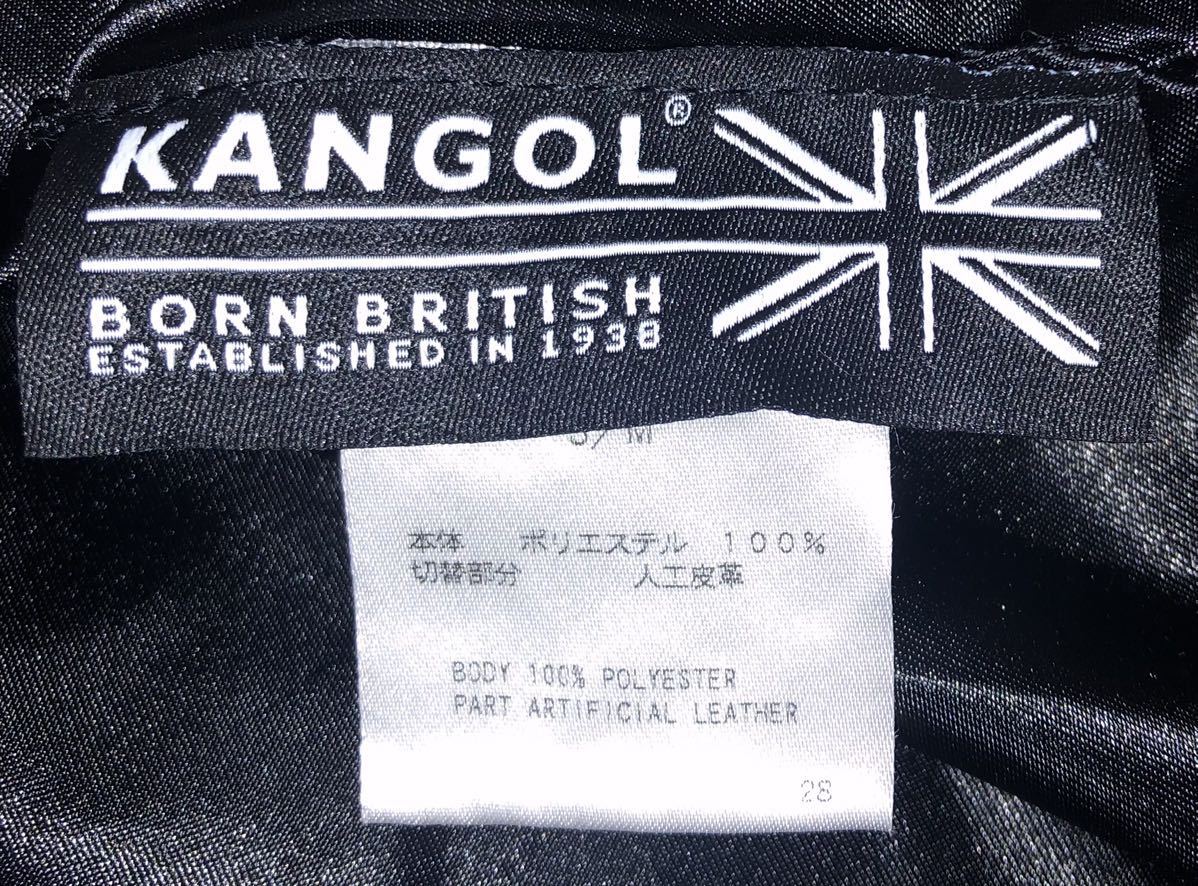 KANGOL®
BORN BRITISH
ESTABLISHED IN 1938
S/M
本体 ポリエステル 100%
切替部分 人工皮革
BODY 100% POLYESTER
PART ARTIFICIAL LEATHER
28